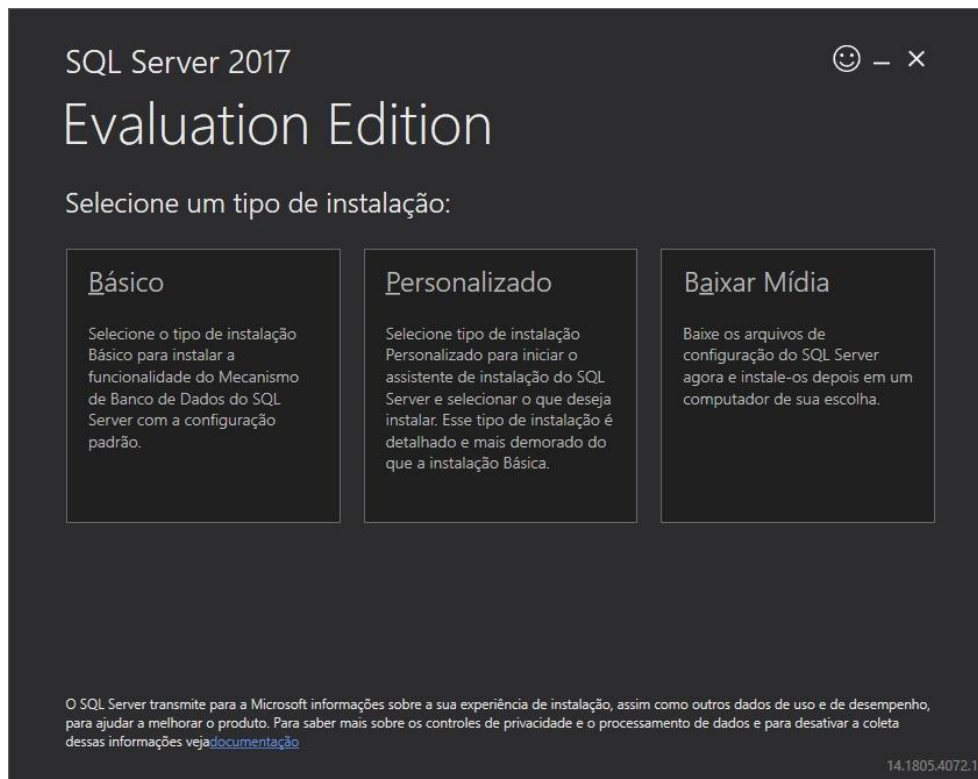 SQL Server 2017
Evaluation Edition
Selecione um tipo de instalação:
Básico
Selecione o tipo de instalação
Básico para instalar a
funcionalidade do Mecanismo
de Banco de Dados do SQL
Server com a configuração
padrão.
Personalizado
Selecione tipo de instalação
Personalizado para iniciar o
assistente de instalação do SQL
Server e selecionar o que deseja
instalar. Esse tipo de instalação é
detalhado e mais demorado do
que a instalação Básica.
Baixar Mídia
Baixe os arquivos de
configuração do SQL Server
agora e instale-os depois em um
computador de sua escolha.
O SQL Server transmite para a Microsoft informações sobre a sua experiência de instalação, assim como outros dados de uso e de desempenho,
para ajudar a melhorar o produto. Para saber mais sobre os controles de privacidade e o processamento de dados e para desativar a coleta
dessas informações vejadocumentação
14.1805.4072.1